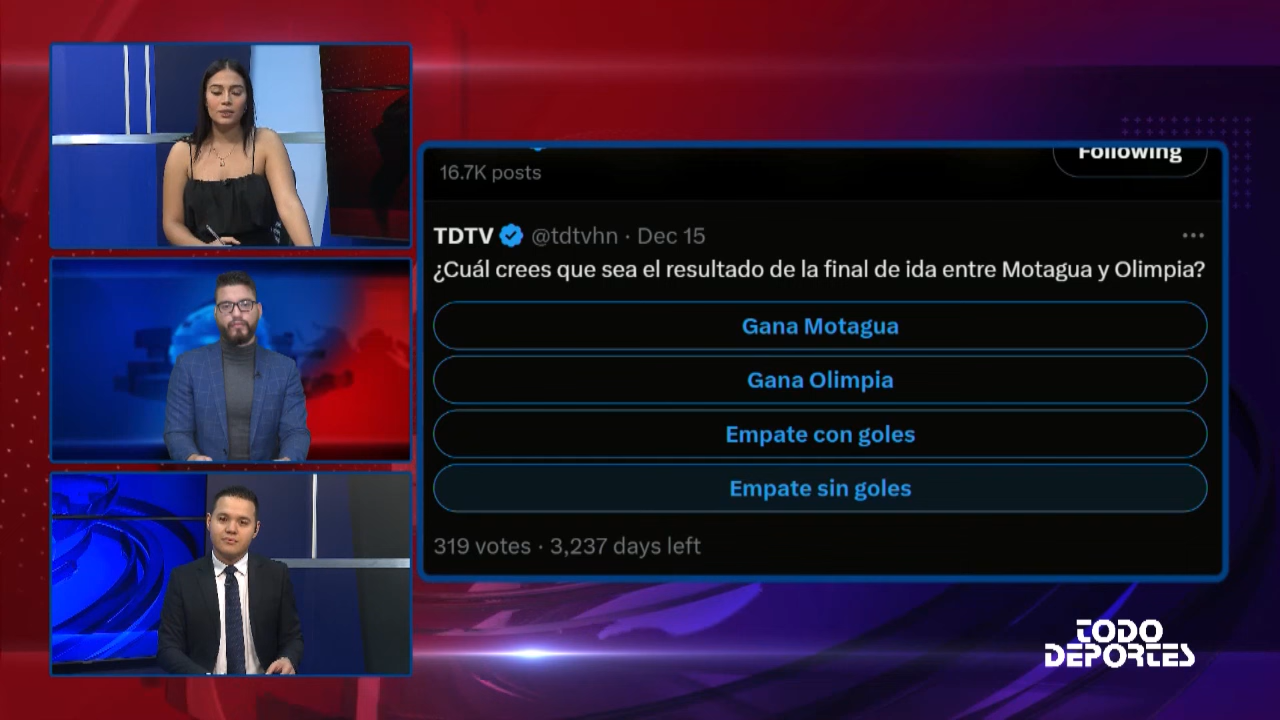 Following
16.7K posts
TDTV @tdtvhn · Dec 15
¿Cuál crees que sea el resultado de la final de ida entre Motagua y Olimpia?
Gana Motagua
Gana Olimpia
Empate con goles
Empate sin goles
319 votes · 3,237 days left
TODO
DEPORTES